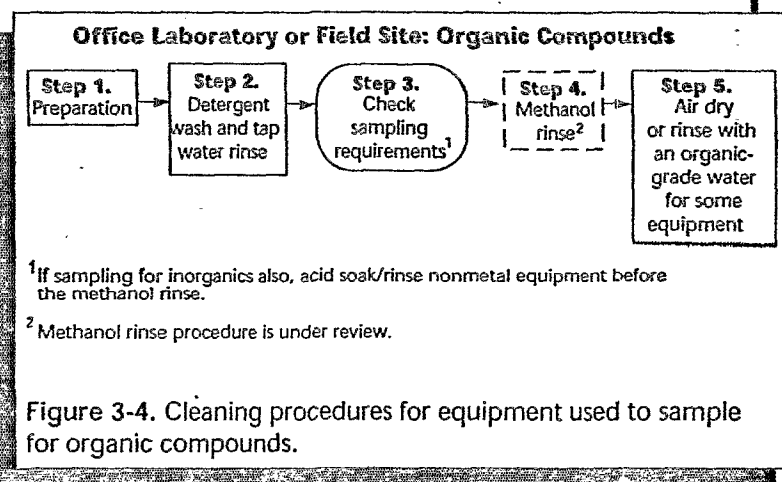 Office Laboratory or Field Site: Organic Compounds
Step 1.
Preparation
Step 2.
Detergent
wash and tap
water rinse
Step 3.
Check
sampling
requirements1
Step 4.
Methanol
rinse2
Step 5.
Air dry
or rinse with
an organic-
grade water
for some
equipment
1If sampling for inorganics also, acid soak/rinse nonmetal equipment before
the methanol rinse.
2 Methanol rinse procedure is under review.
Figure 3-4. Cleaning procedures for equipment used to sample
for organic compounds.